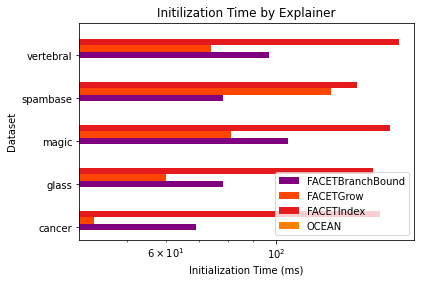 Initilization Time by Explainer
Dataset
vertebral
spambase
magic
glass
cancer
FACETBranchBound
FACETGrow
FACETIndex
OCEAN
6 × 10¹
10²
Initialization Time (ms)